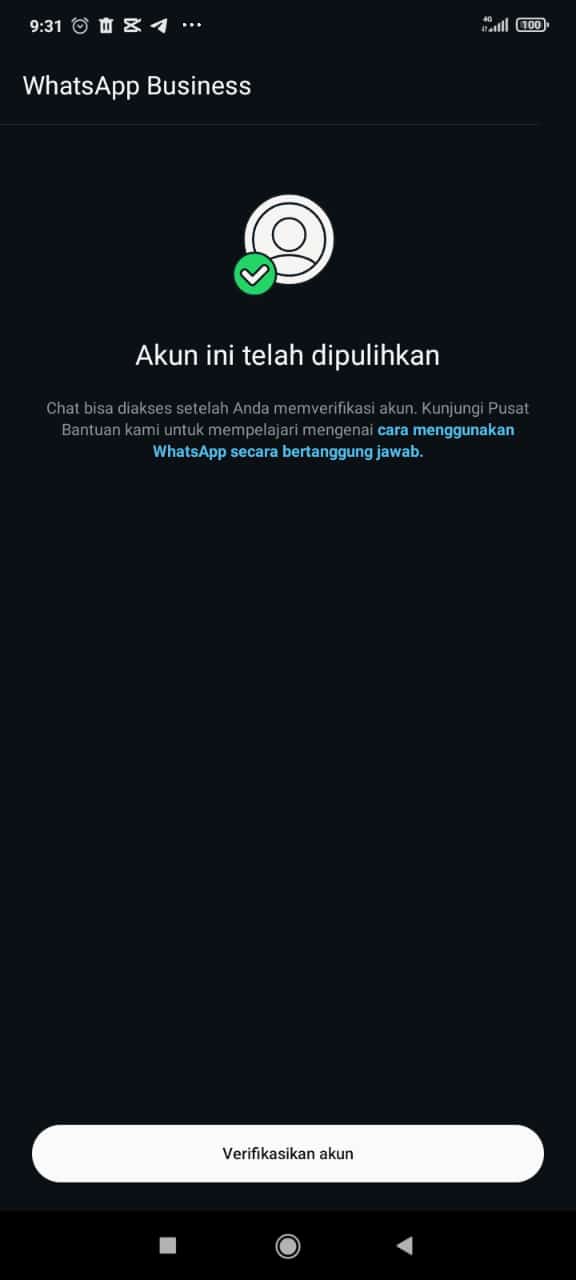 9:31
4G
100
WhatsApp Business
Akun ini telah dipulihkan
Chat bisa diakses setelah Anda memverifikasi akun. Kunjungi Pusat
Bantuan kami untuk mempelajari mengenai cara menggunakan
WhatsApp secara bertanggung jawab.
Verifikasikan akun